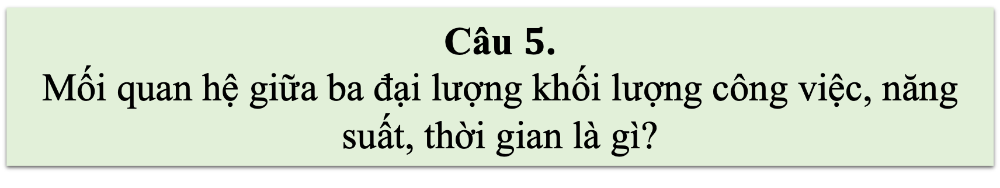 Câu 5.
Mối quan hệ giữa ba đại lượng khối lượng công việc, năng
suất, thời gian là gì?